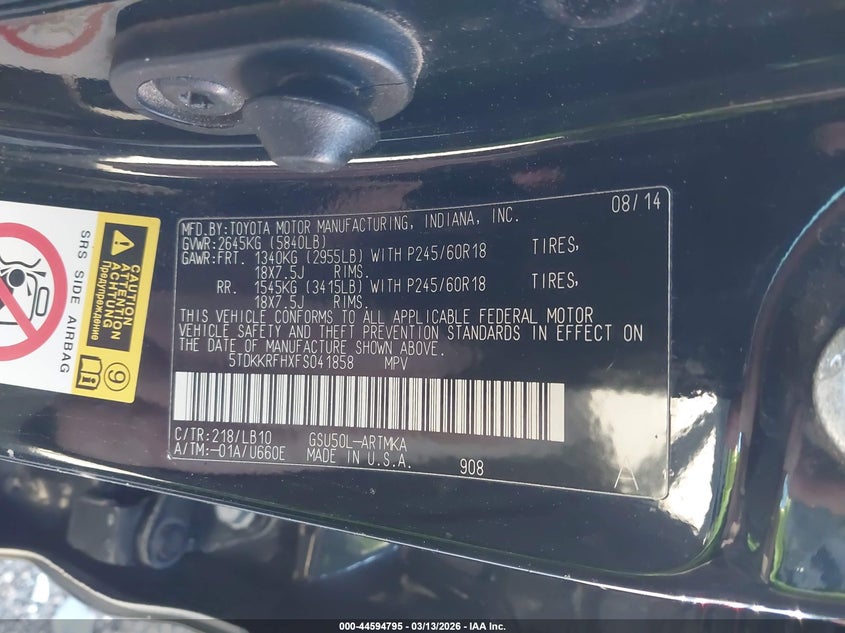 MFD.BY:TOYOTA MOTOR MANUFACTURING, INDIANA, INC. 08/14
GVWR:2645KG (5840LB)
GAWR:FRT. 1340KG (2955LB) WITH P245/60R18 TIRES,
18X7.5J RIMS.
RR. 1545KG (3415LB) WITH P245/60R18 TIRES,
18X7.5J RIMS.
THIS VEHICLE CONFORMS TO ALL APPLICABLE FEDERAL MOTOR
VEHICLE SAFETY AND THEFT PREVENTION STANDARDS IN EFFECT ON
THE DATE OF MANUFACTURE SHOWN ABOVE.
5TDKKRFHXFS041858 MPV
C/TR:218/LB10 GSU50L-ARTMKA
A/TM:-01A/U660E MADE IN U.S.A. 908
A
CAUTION
ATTENTION
ACHTUNG
Предупреждение
9
SRS SIDE AIRBAG
000-44594795 — 03/13/2026 — IAA Inc.